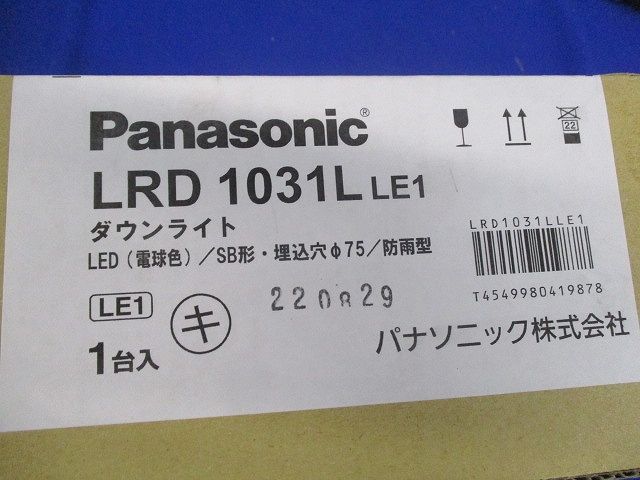 Panasonic®
LRD 1031L LE1
ダウンライト
LED(電球色)/SB形・埋込穴φ75/防雨型
LE1
キ
220829
1台入
22
LRD1031LLE1
T4549980419878
パナソニック株式会社